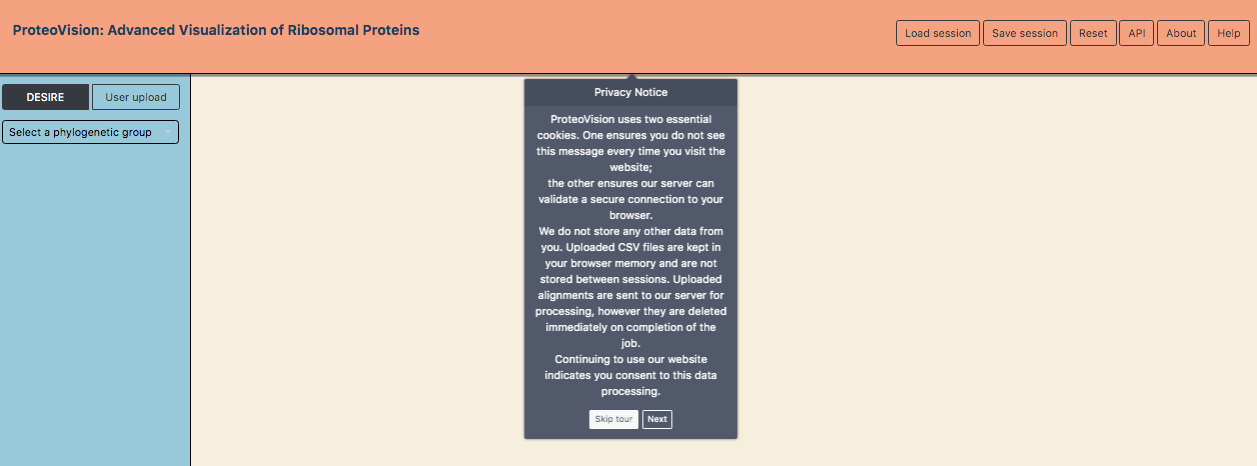 ProteoVision: Advanced Visualization of Ribosomal Proteins
Load session
Save session
Reset
API
About
Help
DESIRE
User upload
Select a phylogenetic group
Privacy Notice
ProteoVision uses two essential
cookies. One ensures you do not see
this message every time you visit the
website;
the other ensures our server can
validate a secure connection to your
browser.
We do not store any other data from
you. Uploaded CSV files are kept in
your browser memory and are not
stored between sessions. Uploaded
alignments are sent to our server for
processing, however they are deleted
immediately on completion of the
job.
Continuing to use our website
indicates you consent to this data
processing.
Skip tour
Next